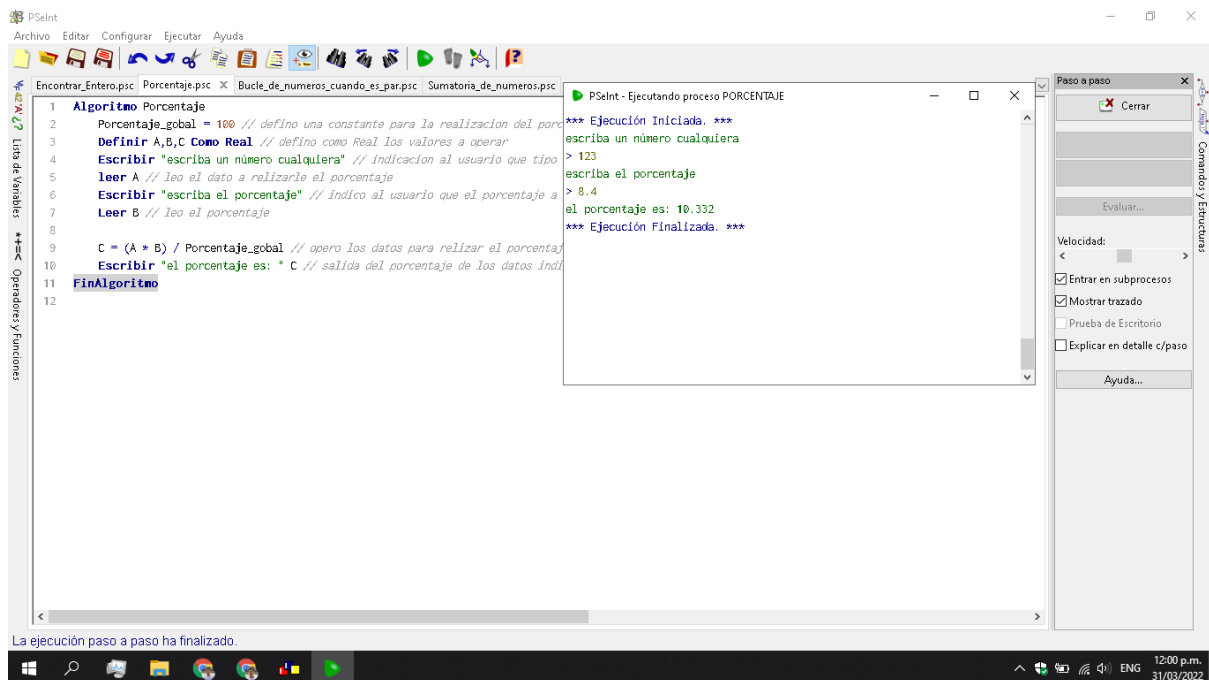 PSeInt
Archivo Editar Configurar Ejecutar Ayuda
Encontrar_Entero.psc Porcentaje.psc X Bucle_de_numeros_cuando_es_par.psc Sumatoria_de_numeros.psc
1 Algoritmo Porcentaje
2 Porcentaje_gobal = 100 // defino una constante para la realizacion del porc
3 Definir A,B,C Como Real // defino como Real los valores a operar
4 Escribir "escriba un número cualquiera" // indicacion al usuario que tipo
5 leer A // leo el dato a relizarle el porcentaje
6 Escribir "escriba el porcentaje" // indico al usuario que el porcentaje a
7 Leer B // leo el porcentaje
8
9 C = (A * B) / Porcentaje_gobal // opero los datos para relizar el porcentaj
10 Escribir "el porcentaje es: " C // salida del porcentaje de los datos indi
11 FinAlgoritmo
12
PSeInt - Ejecutando proceso PORCENTAJE
*** Ejecución Iniciada. ***
escriba un número cualquiera
> 123
escriba el porcentaje
> 8.4
el porcentaje es: 10.332
*** Ejecución Finalizada. ***
Paso a paso
Cerrar
Evaluar...
Velocidad:
Entrar en subprocesos
Mostrar trazado
Prueba de Escritorio
Explicar en detalle c/paso
Ayuda...
Lista de Variables
Operadores y Funciones
Comandos y Estructuras
La ejecución paso a paso ha finalizado.
ENG
12:00 p.m.
31/03/2022